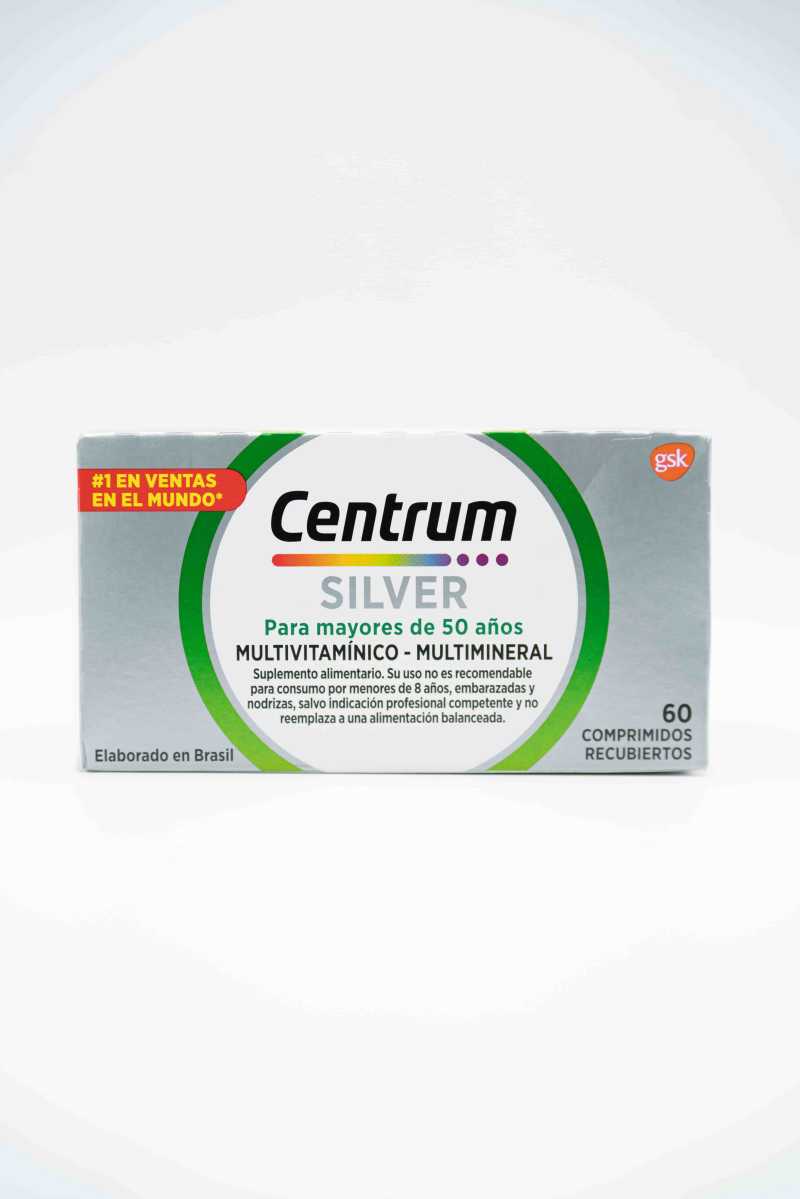 #1 EN VENTAS
EN EL MUNDO*
gsk
Centrum
SILVER
Para mayores de 50 años
MULTIVITAMÍNICO - MULTIMINERAL
Suplemento alimentario. Su uso no es recomendable
para consumo por menores de 8 años, embarazadas y
nodrizas, salvo indicación profesional competente y no
reemplaza a una alimentación balanceada.
Elaborado en Brasil
60
COMPRIMIDOS
RECUBIERTOS